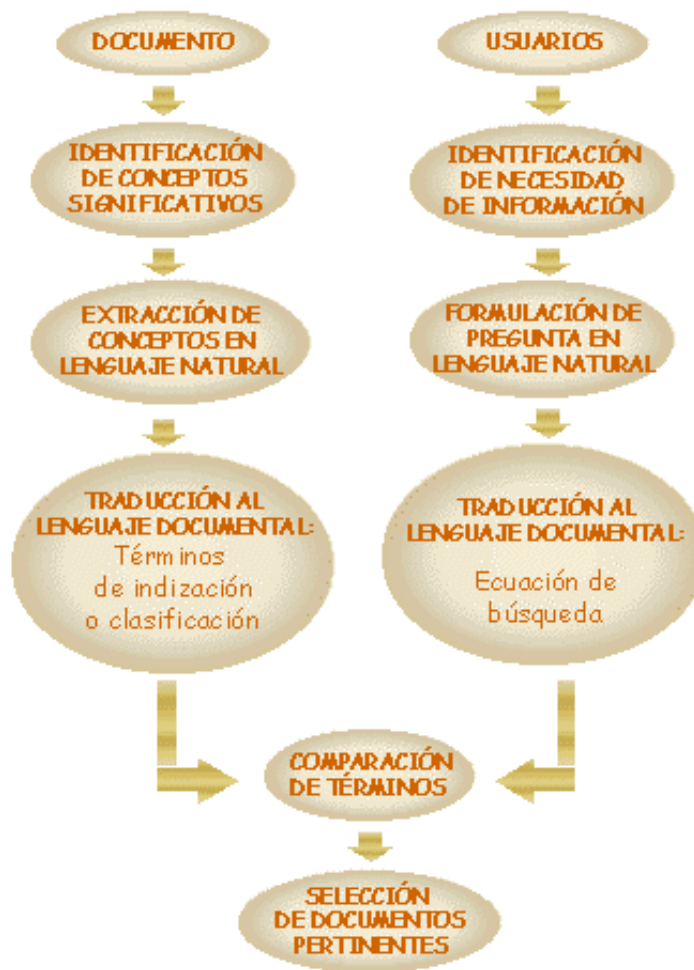 DOCUMENTO
IDENTIFICACIÓN
DE CONCEPTOS
SIGNIFICATIVOS
EXTRACCIÓN DE
CONCEPTOS EN
LENGUAJE NATURAL
TRADUCCIÓN AL
LENGUAJE DOCUMENTAL:
Términos
de indización
o clasificación
USUARIOS
IDENTIFICACIÓN
DE NECESIDAD
DE INFORMACIÓN
FORMULACIÓN DE
PREGUNTA EN
LENGUAJE NATURAL
TRADUCCIÓN AL
LENGUAJE DOCUMENTAL:
Ecuación de
búsqueda
COMPARACIÓN
DE TÉRMINOS
SELECCIÓN
DE DOCUMENTOS
PERTINENTES